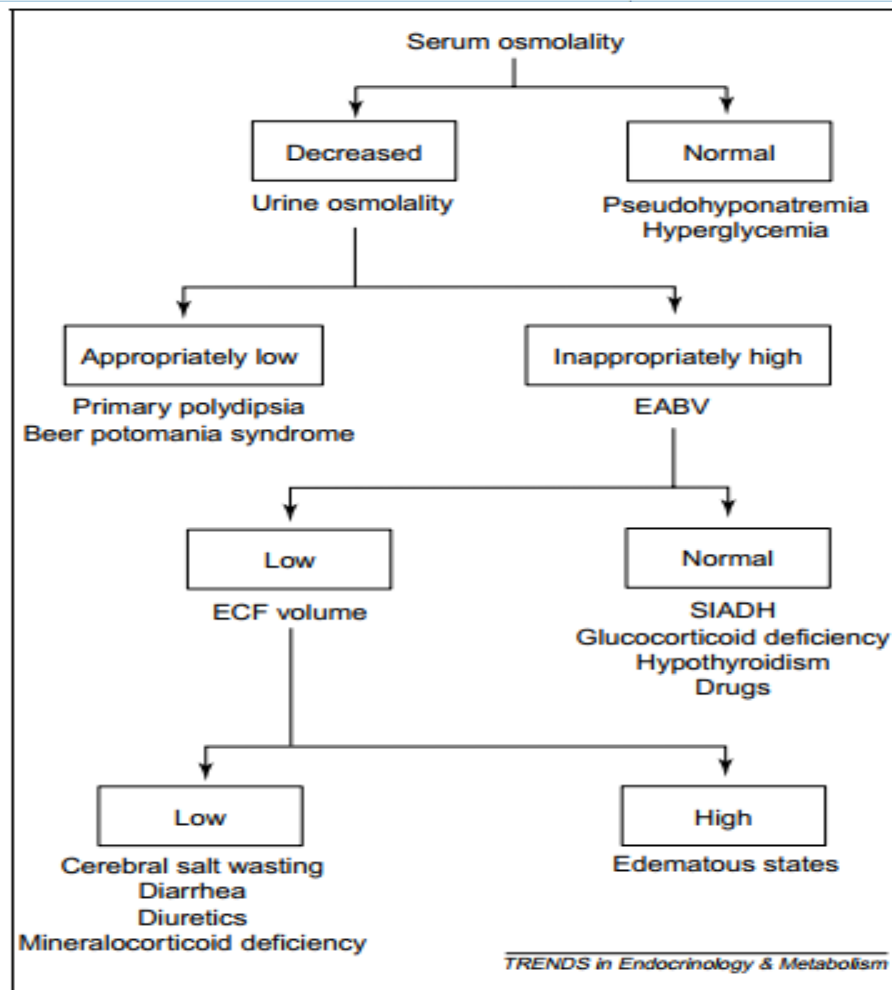 Serum osmolality
Decreased
Normal
Urine osmolality
Pseudohyponatremia
Hyperglycemia
Appropriately low
Inappropriately high
Primary polydipsia
Beer potomania syndrome
EABV
Low
Normal
ECF volume
SIADH
Glucocorticoid deficiency
Hypothyroidism
Drugs
Low
High
Cerebral salt wasting
Diarrhea
Diuretics
Mineralocorticoid deficiency
Edematous states
TRENDS in Endocrinology & Metabolism